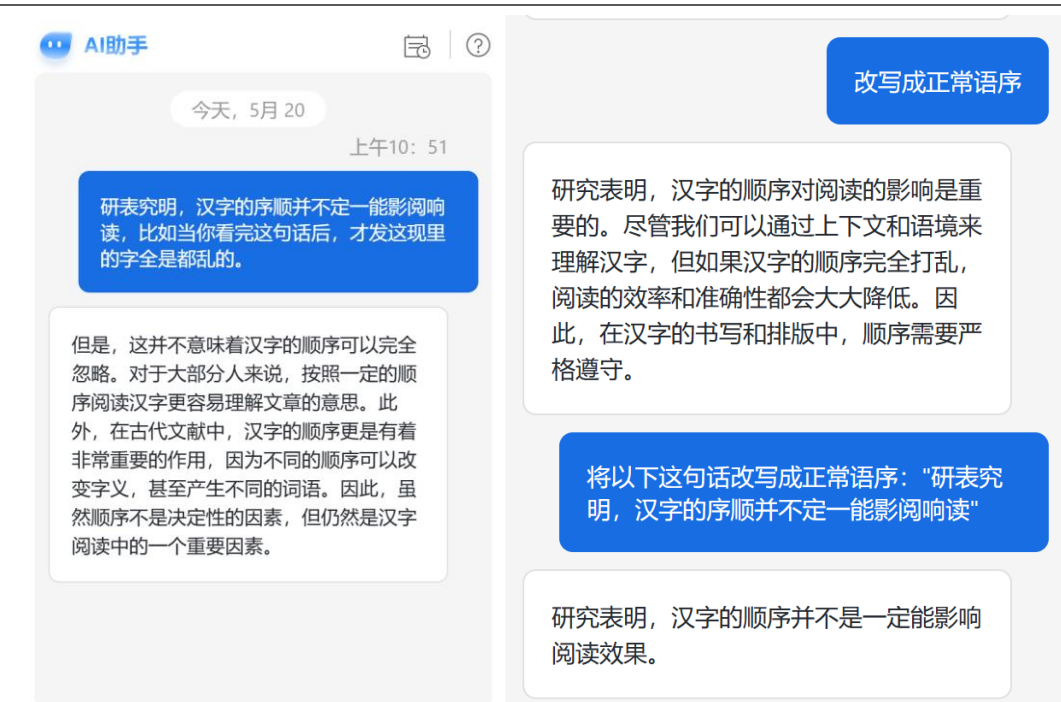 AI助手
今天，5月 20
上午10：51
研表究明，汉字的序顺并不定一能影阅响
读，比如当你看完这句话后，才发这现里
的字全是都乱的。
但是，这并不意味着汉字的顺序可以完全
忽略。对于大部分人来说，按照一定的顺
序阅读汉字更容易理解文章的意思。此
外，在古代文献中，汉字的顺序更是有着
非常重要的作用，因为不同的顺序可以改
变字义，甚至产生不同的词语。因此，虽
然顺序不是决定性的因素，但仍然是汉字
阅读中的一个重要因素。
改写成正常语序
研究表明，汉字的顺序对阅读的影响是重
要的。尽管我们可以通过上下文和语境来
理解汉字，但如果汉字的顺序完全打乱，
阅读的效率和准确性都会大大降低。因
此，在汉字的书写和排版中，顺序需要严
格遵守。
将以下这句话改写成正常语序："研表究
明，汉字的序顺并不定一能影阅响读"
研究表明，汉字的顺序并不是一定能影响
阅读效果。